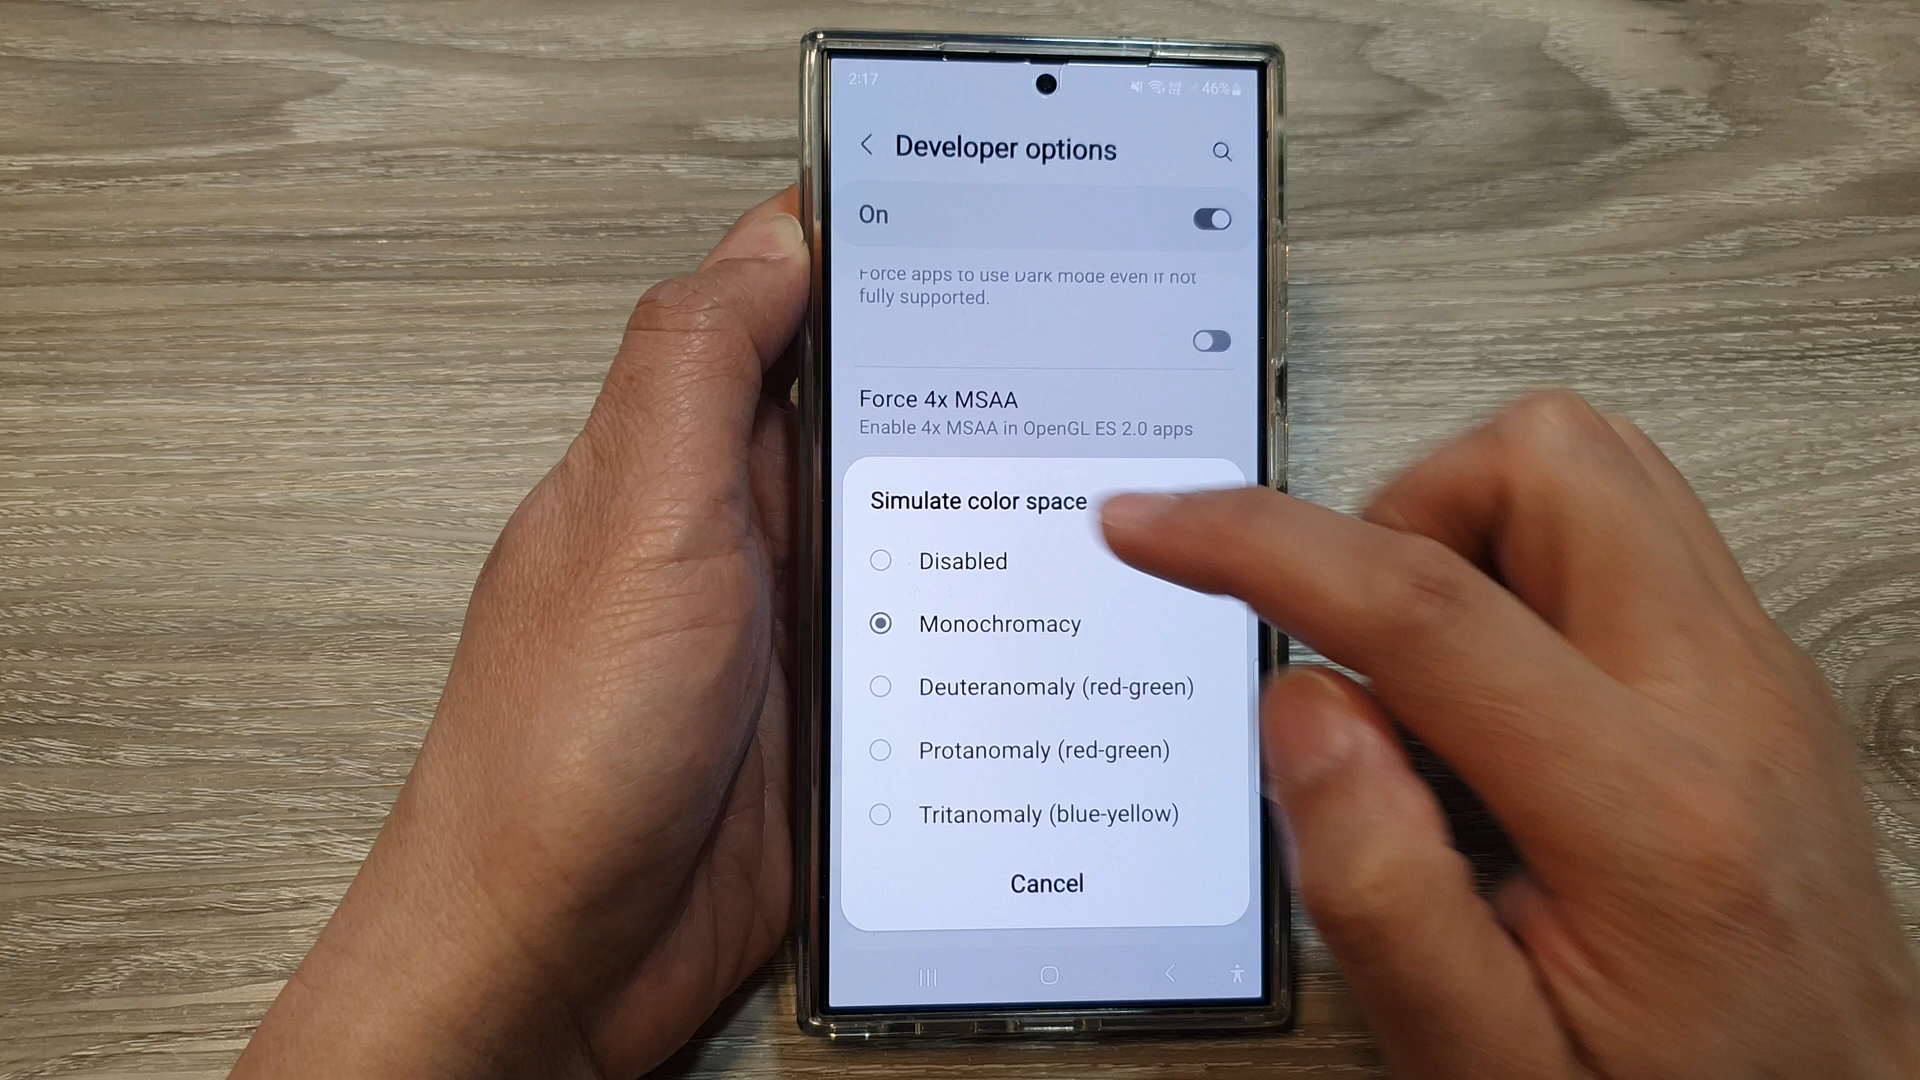 2:17
46%
Developer options
On
Force apps to use Dark mode even if not
fully supported.
Force 4x MSAA
Enable 4x MSAA in OpenGL ES 2.0 apps
Simulate color space
Disabled
Monochromacy
Deuteranomaly (red-green)
Protanomaly (red-green)
Tritanomaly (blue-yellow)
Cancel